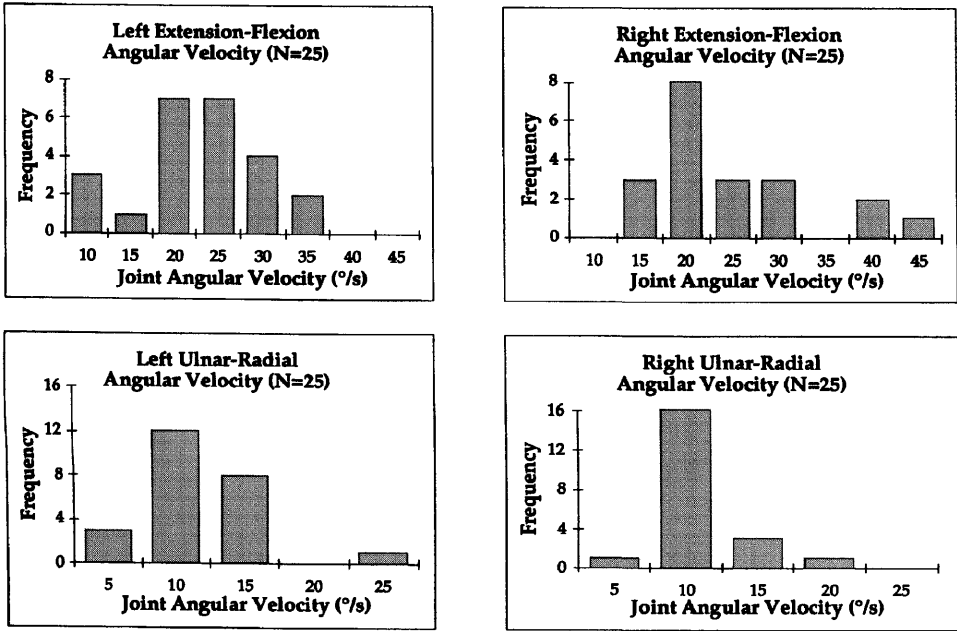 Left Extension-Flexion
Angular Velocity (N=25)
Frequency
8
6
4
2
0
10 15 20 25 30 35 40 45
Joint Angular Velocity (°/s)
Right Extension-Flexion
Angular Velocity (N=25)
Frequency
8
6
4
2
0
10 15 20 25 30 35 40 45
Joint Angular Velocity (°/s)
Left Ulnar-Radial
Angular Velocity (N=25)
Frequency
16
12
8
4
0
5 10 15 20 25
Joint Angular Velocity (°/s)
Right Ulnar-Radial
Angular Velocity (N=25)
Frequency
16
12
8
4
0
5 10 15 20 25
Joint Angular Velocity (°/s)